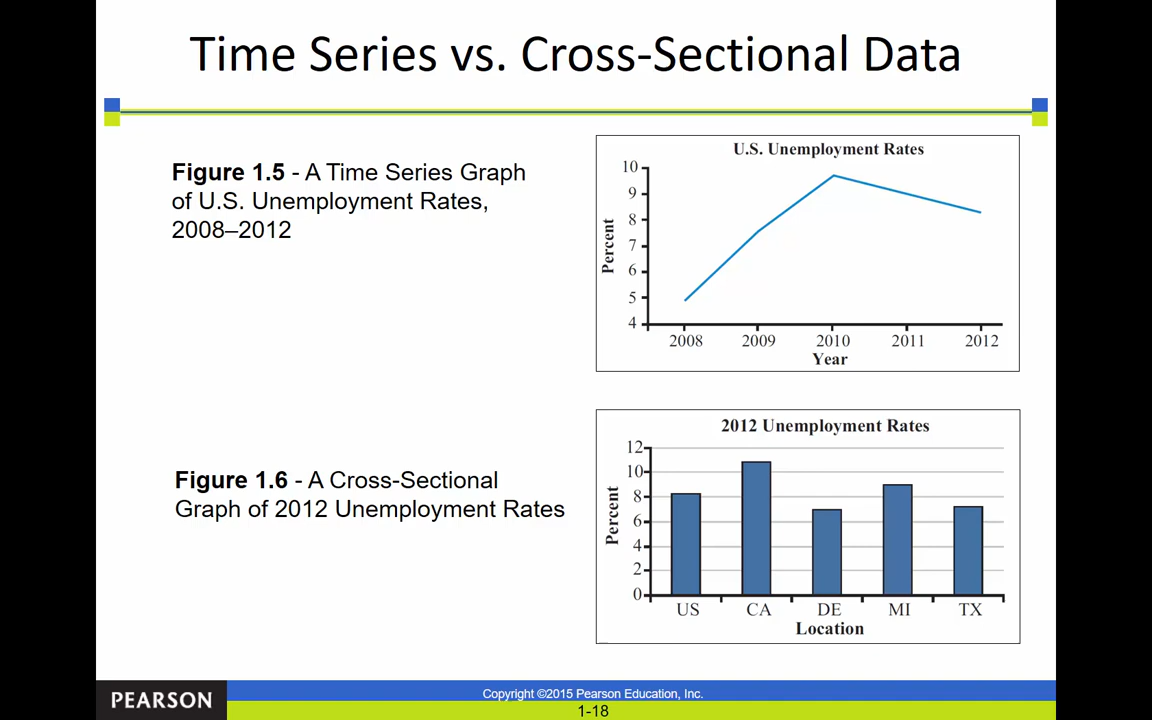 Time Series vs. Cross-Sectional Data
Figure 1.5 - A Time Series Graph
of U.S. Unemployment Rates,
2008–2012
U.S. Unemployment Rates
10
9
8
7
6
5
4
Percent
2008 2009 2010 2011 2012
Year
Figure 1.6 - A Cross-Sectional
Graph of 2012 Unemployment Rates
2012 Unemployment Rates
12
10
8
6
4
2
0
Percent
US CA DE MI TX
Location
PEARSON
Copyright ©2015 Pearson Education, Inc.
1-18